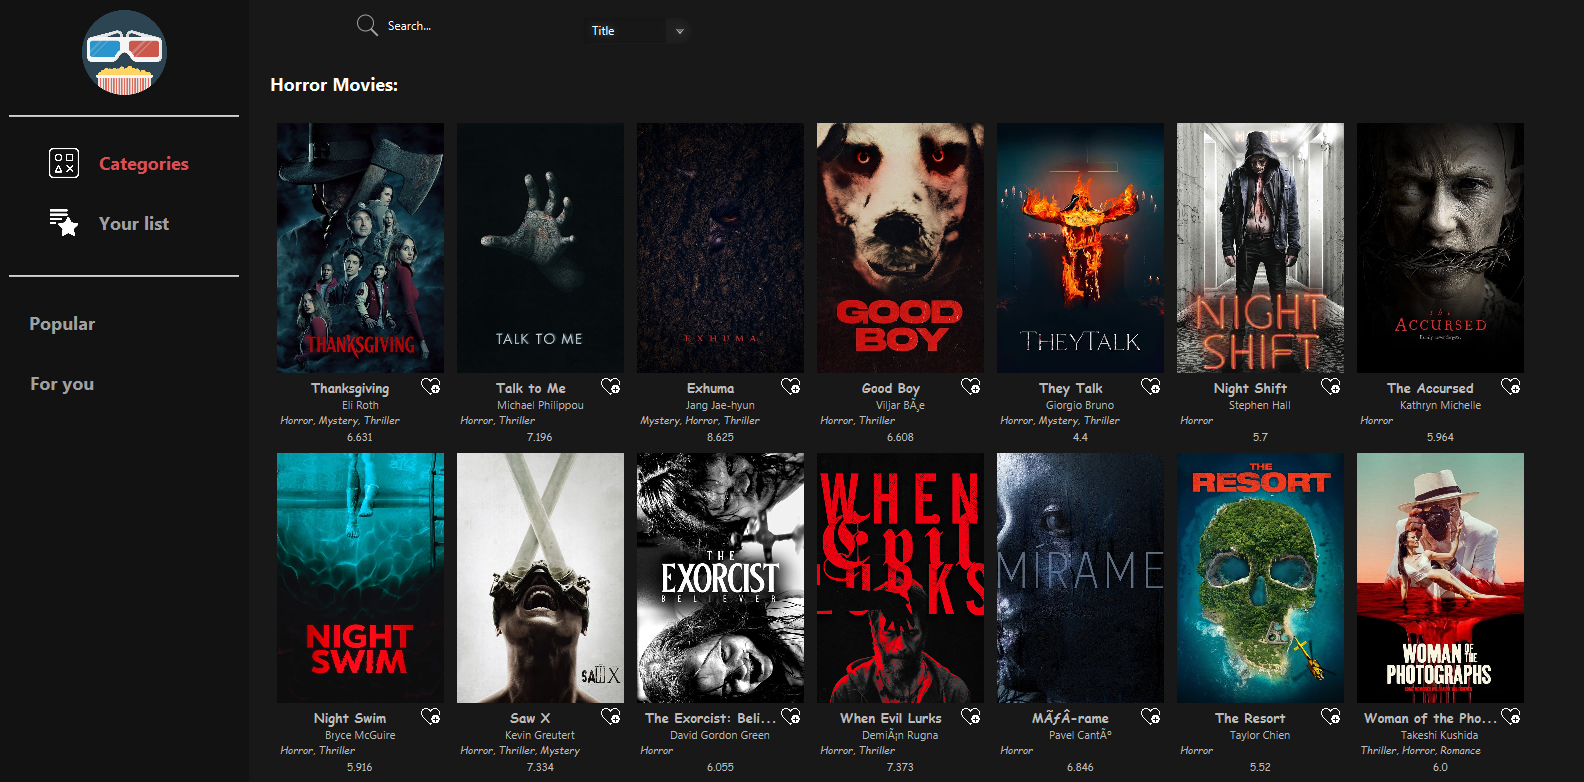 Search...
Title
Categories
Your list
Popular
For you
Horror Movies:
THANKSGIVING
TALK TO ME
EXHUMA
GOOD
BOY
THEY TALK
NIGHT
SHIFT
the
ACCURSED
Thanksgiving
Eli Roth
Horror, Mystery, Thriller
6.631
Talk to Me
Michael Philippou
Horror, Thriller
7.196
Exhuma
Jang Jae-hyun
Mystery, Horror, Thriller
8.625
Good Boy
Viljar BÃ¸e
Horror, Thriller
6.608
They Talk
Giorgio Bruno
Horror, Mystery, Thriller
4.4
Night Shift
Stephen Hall
Horror
5.7
The Accursed
Kathryn Michelle
Horror
5.964
NIGHT
SWIM
SAW X
THE
EXORCIST
BELIEVER
WHEN
Evil
LURKS
MÍRAME
THE
RESORT
WOMAN OF THE
PHOTOGRAPHS
Night Swim
Bryce McGuire
Horror, Thriller
5.916
Saw X
Kevin Greutert
Horror, Thriller, Mystery
7.334
The Exorcist: Beli...
David Gordon Green
Horror
6.055
When Evil Lurks
DemiÃ¡n Rugna
Horror, Thriller
7.373
MÃƒÂ-rame
Pavel CantÃº
Horror
6.846
The Resort
Taylor Chien
Horror
5.52
Woman of the Pho...
Takeshi Kushida
Thriller, Horror, Romance
6.0